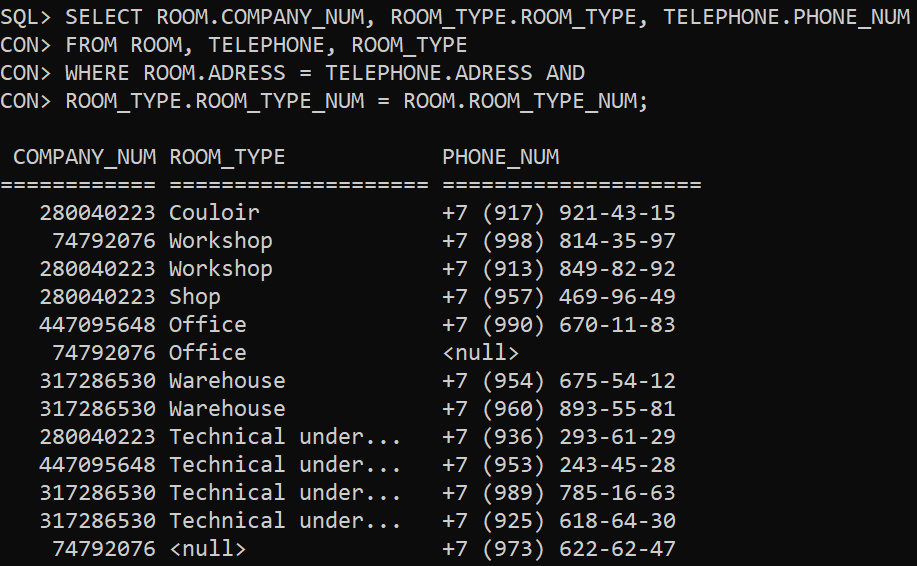 SQL> SELECT ROOM.COMPANY_NUM, ROOM_TYPE.ROOM_TYPE, TELEPHONE.PHONE_NUM
CON> FROM ROOM, TELEPHONE, ROOM_TYPE
CON> WHERE ROOM.ADRESS = TELEPHONE.ADRESS AND
CON> ROOM_TYPE.ROOM_TYPE_NUM = ROOM.ROOM_TYPE_NUM;
COMPANY_NUM ROOM_TYPE PHONE_NUM
============ ==================== ====================
280040223 Couloir +7 (917) 921-43-15
74792076 Workshop +7 (998) 814-35-97
280040223 Workshop +7 (913) 849-82-92
280040223 Shop +7 (957) 469-96-49
447095648 Office +7 (990) 670-11-83
74792076 Office <null>
317286530 Warehouse +7 (954) 675-54-12
317286530 Warehouse +7 (960) 893-55-81
280040223 Technical under... +7 (936) 293-61-29
447095648 Technical under... +7 (953) 243-45-28
317286530 Technical under... +7 (989) 785-16-63
317286530 Technical under... +7 (925) 618-64-30
74792076 <null> +7 (973) 622-62-47